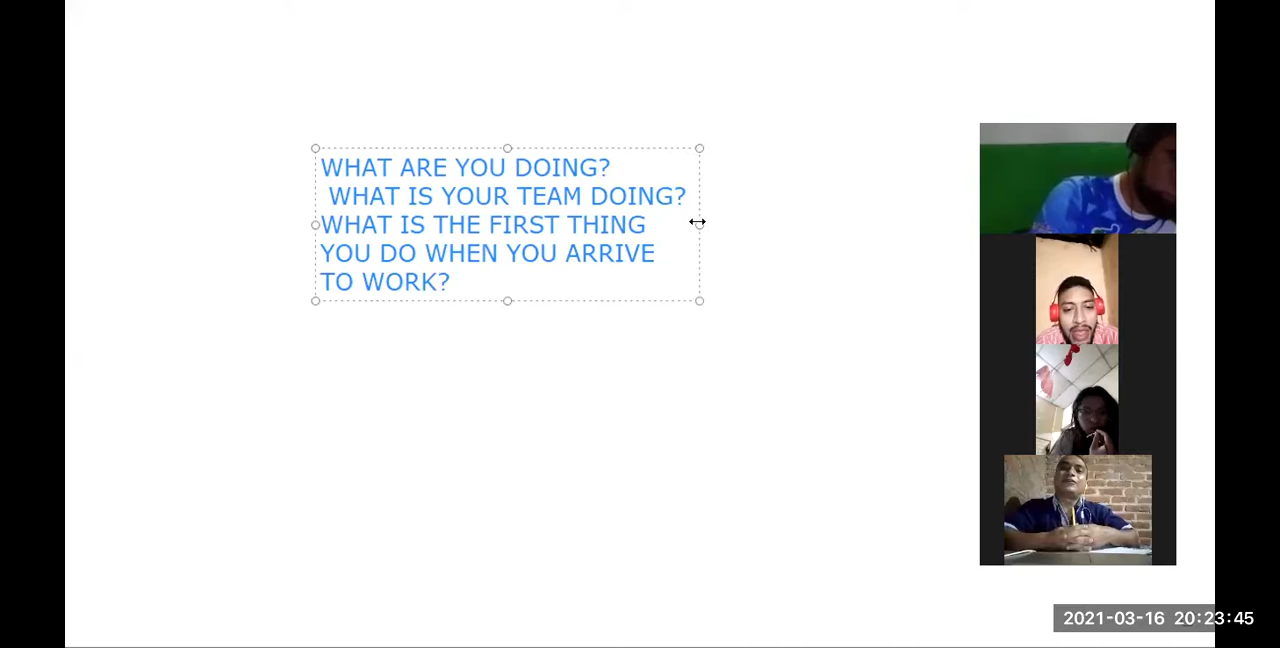 WHAT ARE YOU DOING?
WHAT IS YOUR TEAM DOING?
WHAT IS THE FIRST THING
YOU DO WHEN YOU ARRIVE
TO WORK?
2021-03-16 20:23:45